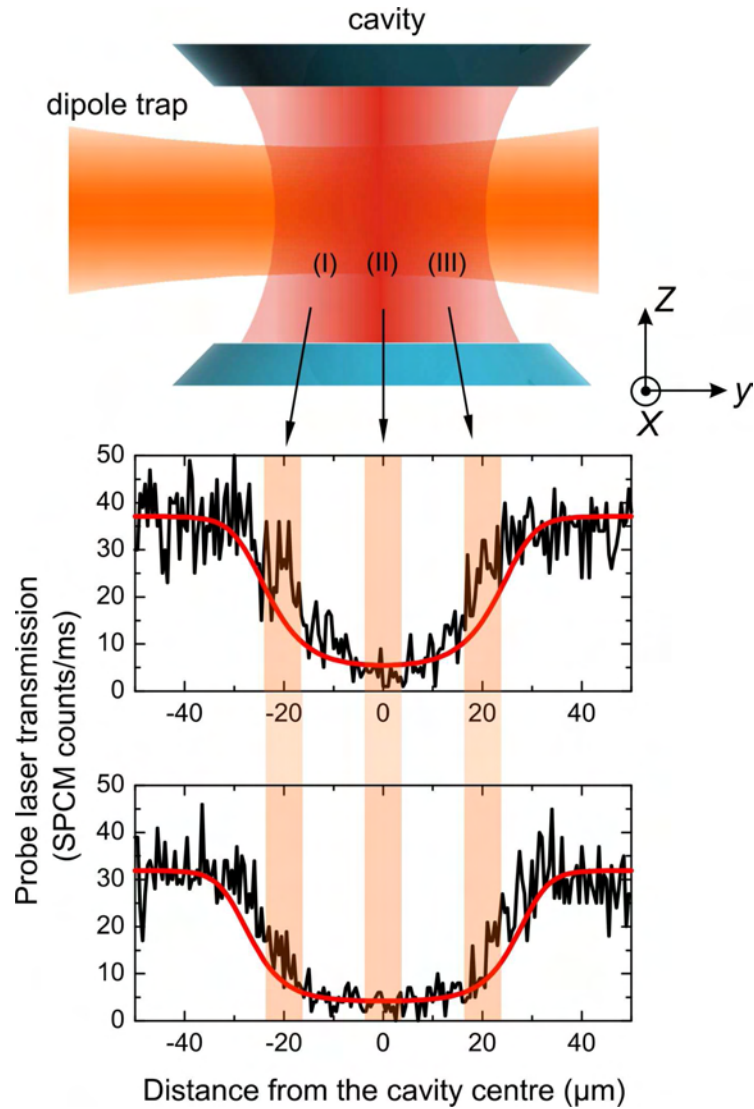 cavity
dipole trap
(I) (II) (III)
Z
y
X
50
40
30
20
10
0
-40 -20 0 20 40
50
40
30
20
10
0
-40 -20 0 20 40
Probe laser transmission
(SPCM counts/ms)
Distance from the cavity centre (µm)